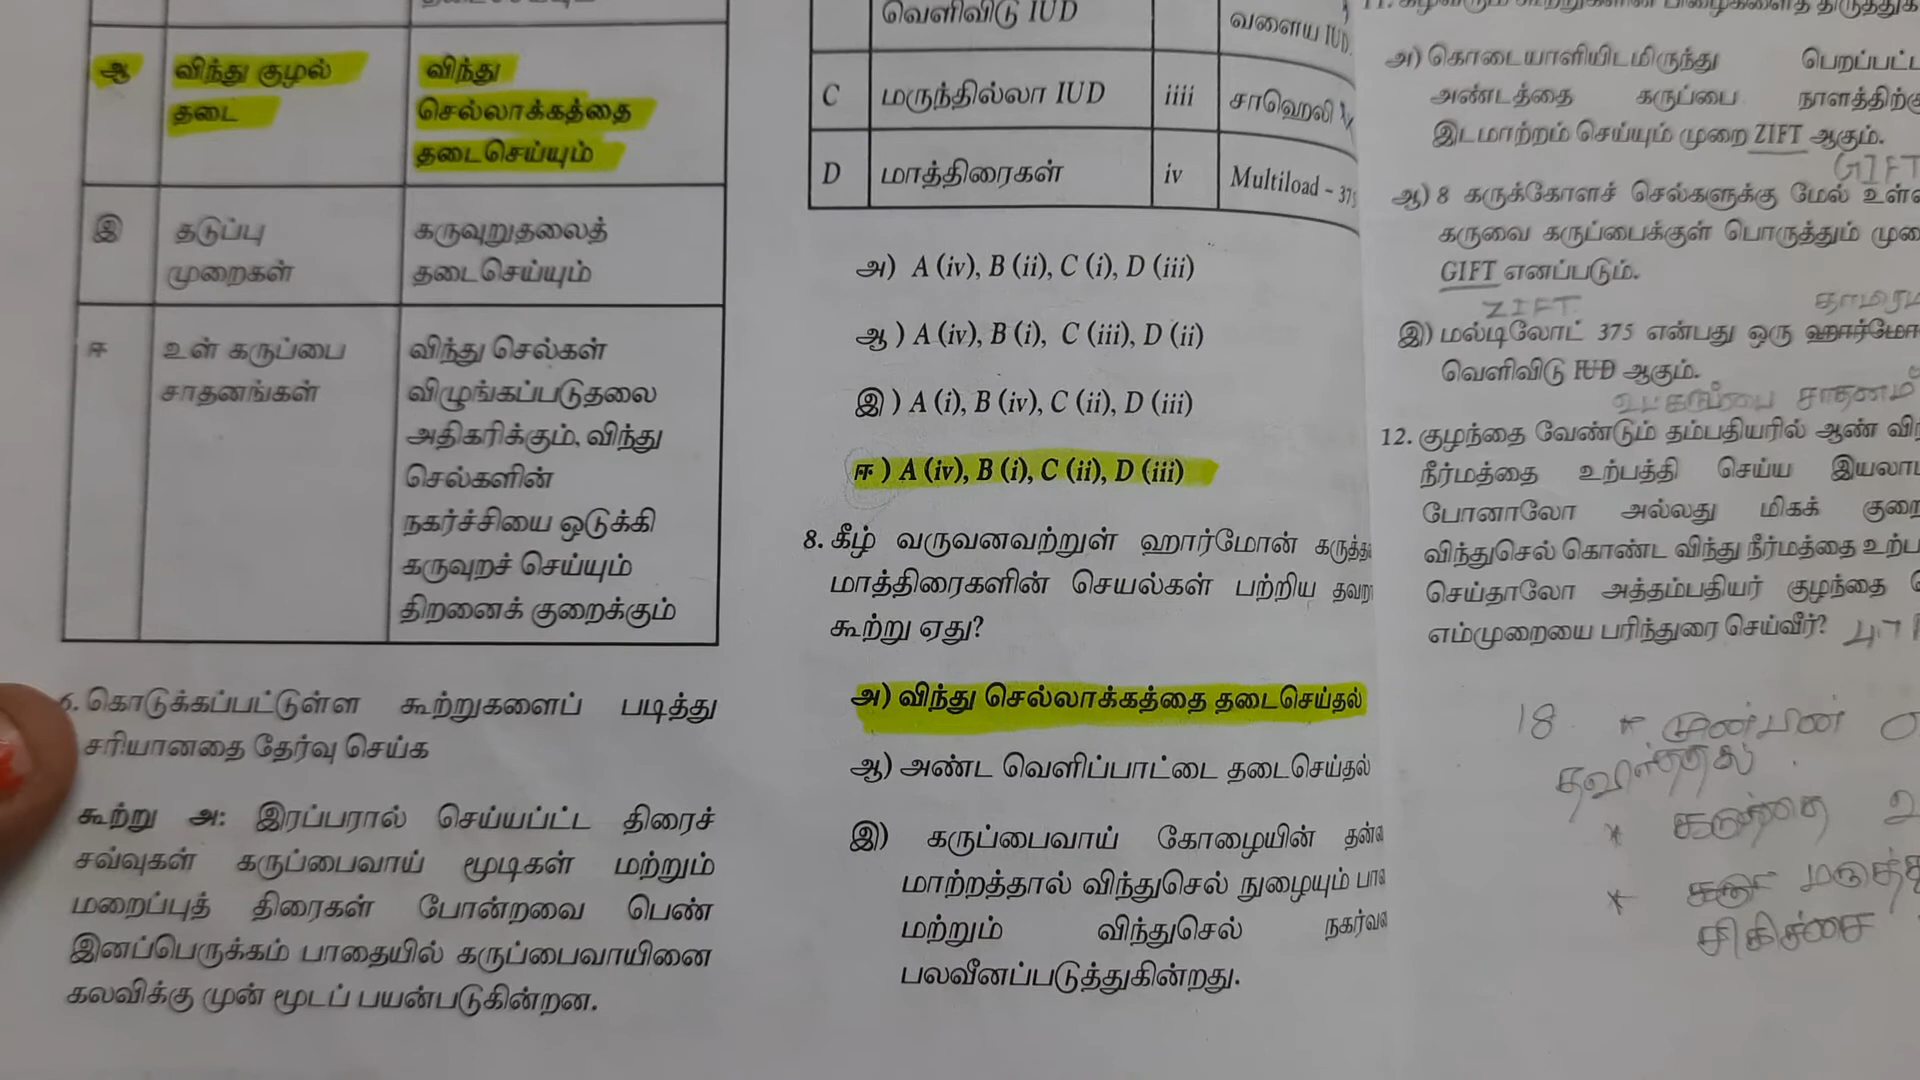 ஆ விந்து குழல் விந்து
தடை செல்லாக்கத்தை
தடைசெய்யும்
இ தடுப்பு கருவுறுதலைத்
முறைகள் தடைசெய்யும்
ஈ உள் கருப்பை விந்து செல்கள்
சாதனங்கள் விழுங்கப்படுதலை
அதிகரிக்கும், விந்து
செல்களின்
நகர்ச்சியை ஒடுக்கி
கருவுறச் செய்யும்
திறனைக் குறைக்கும்
6. கொடுக்கப்பட்டுள்ள கூற்றுகளைப் படித்து
சரியானதை தேர்வு செய்க
கூற்று அ: இரப்பரால் செய்யப்ட்ட திரைச்
சவ்வுகள் கருப்பைவாய் மூடிகள் மற்றும்
மறைப்புத் திரைகள் போன்றவை பெண்
இனப்பெருக்கம் பாதையில் கருப்பைவாயினை
கலவிக்கு முன் மூடப் பயன்படுகின்றன.
வெளிவிடு IUD வளைய IUD
C மருந்தில்லா IUD iiii சாஹெலி
D மாத்திரைகள் iv Multiload - 375
அ) A (iv), B (ii), C (i), D (iii)
ஆ ) A (iv), B (i), C (iii), D (ii)
இ ) A (i), B (iv), C (ii), D (iii)
ஈ ) A (iv), B (i), C (ii), D (iii)
8. கீழ் வருவனவற்றுள் ஹார்மோன்
மாத்திரைகளின் செயல்கள் பற்றிய
கூற்று ஏது?
அ) விந்து செல்லாக்கத்தை தடைசெய்தல்
ஆ) அண்ட வெளிப்பாட்டை தடைசெய்தல்
இ) கருப்பைவாய் கோழையின்
மாற்றத்தால் விந்துசெல் நுழையும்
மற்றும் விந்துசெல்
பலவீனப்படுத்துகின்றது.
அ) கொடையாளியிடமிருந்து
அண்டத்தை கருப்பை
இடமாற்றம் செய்யும் முறை ZIFT ஆகும்.
GIFT
ஆ) 8 கருக்கோளச் செல்களுக்கு மேல்
கருவை கருப்பைக்குள் பொருத்தும்
GIFT எனப்படும்.
ZIFT
இ) மல்டிலோட் 375 என்பது ஒரு
வெளிவிடு IUD ஆகும்.
உட்கருப்பை சாதனம்
12. குழந்தை வேண்டும் தம்பதியரில் ஆண்
நீர்மத்தை உற்பத்தி செய்ய
போனாலோ அல்லது மிகக்
விந்துசெல் கொண்ட விந்து நீர்மத்தை
செய்தாலோ அத்தம்பதியர் குழந்தை
எம்முறையை பரிந்துரை செய்வீர்?
18
சிகிச்சை